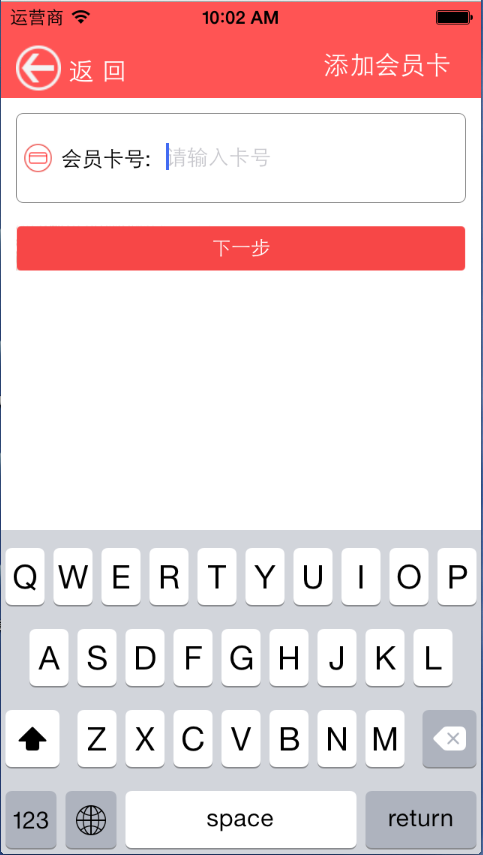 运营商 10:02 AM
返 回 添加会员卡
会员卡号: 请输入卡号
下一步
Q W E R T Y U I O P
A S D F G H J K L
Z X C V B N M
123 space return